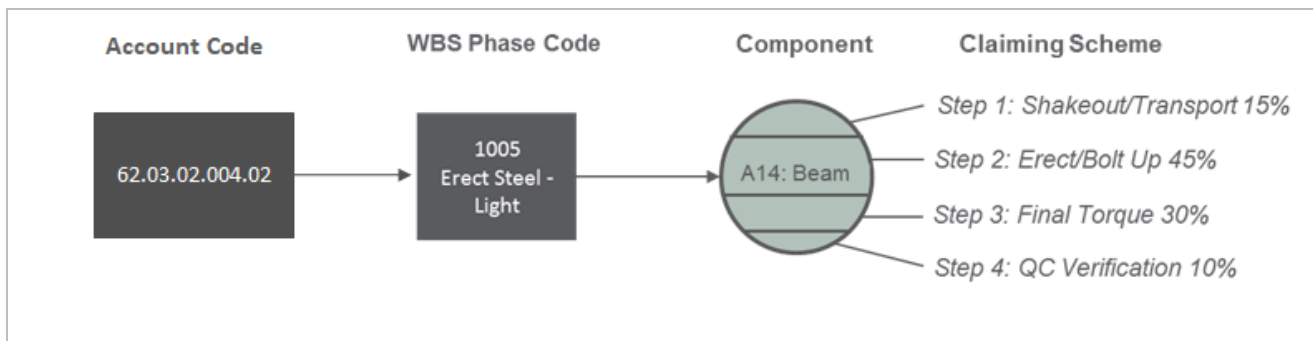 Account Code
WBS Phase Code
Component
Claiming Scheme
62.03.02.004.02
1005
Erect Steel -
Light
A14: Beam
Step 1: Shakeout/Transport 15%
Step 2: Erect/Bolt Up 45%
Step 3: Final Torque 30%
Step 4: QC Verification 10%